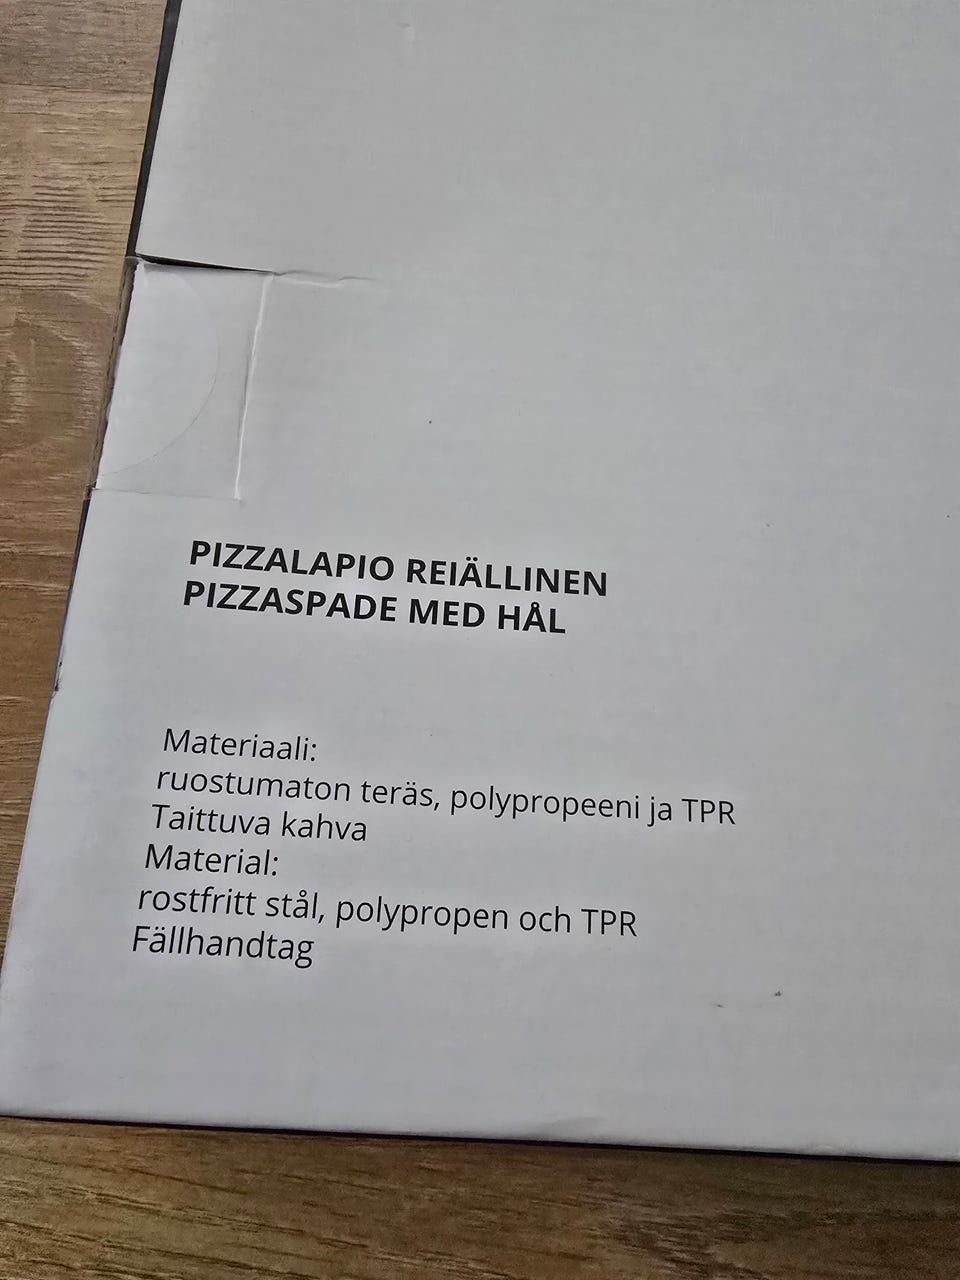 PIZZALAPIO REIÄLLINEN
PIZZASPADE MED HÅL
Materiaali:
ruostumaton teräs, polypropeeni ja TPR
Taittuva kahva
Material:
rostfritt stål, polypropen och TPR
Fällhandtag